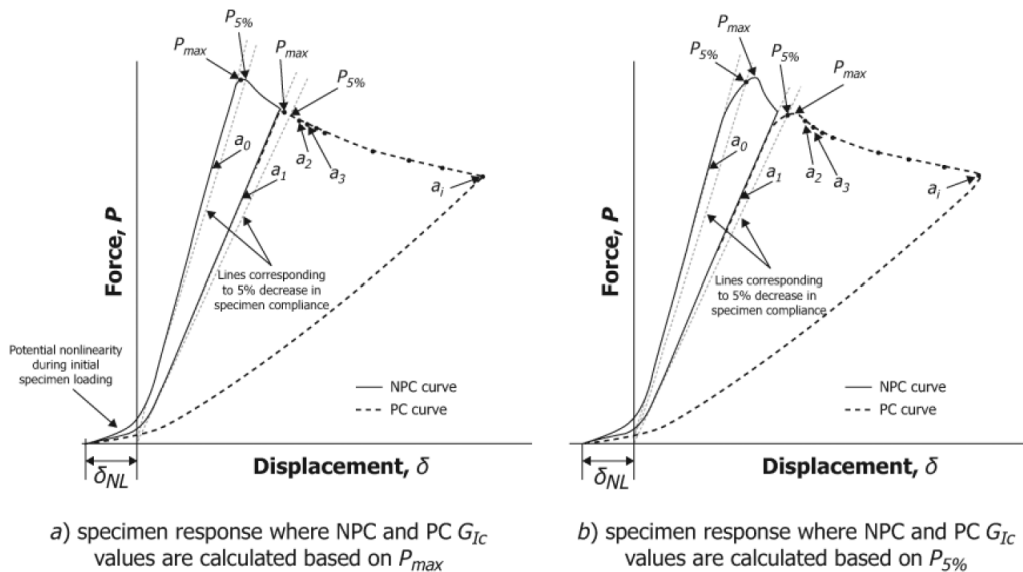 P5%
Pmax
Pmax
P5%
a0
a2
a3
a1
ai
Force, P
Lines corresponding
to 5% decrease in
specimen compliance
Potential nonlinearity
during initial
specimen loading
NPC curve
PC curve
Displacement, δ
δNL
a) specimen response where NPC and PC GIc
values are calculated based on Pmax
Pmax
P5%
P5%
Pmax
a0
a2
a3
a1
ai
Force, P
Lines corresponding
to 5% decrease in
specimen compliance
NPC curve
PC curve
Displacement, δ
δNL
b) specimen response where NPC and PC GIc
values are calculated based on P5%